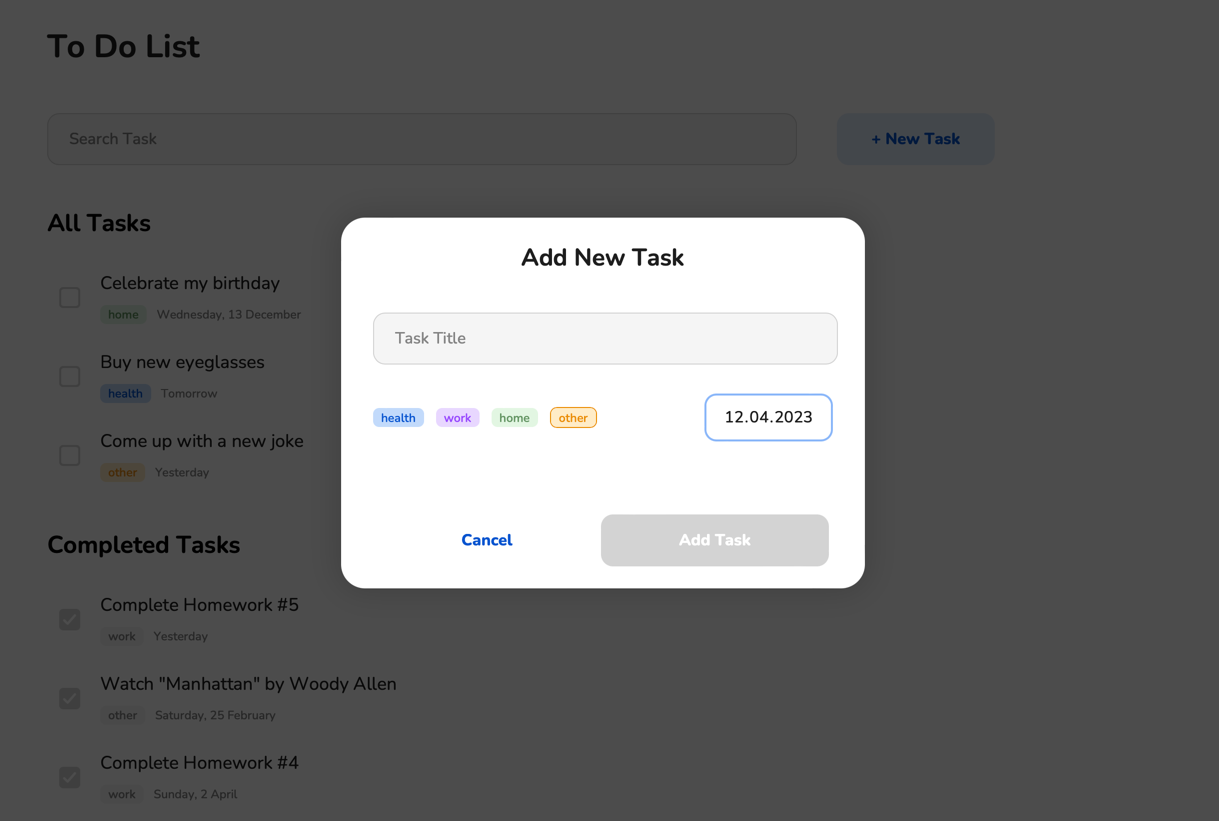 To Do List
Search Task
+ New Task
All Tasks
Celebrate my birthday
home Wednesday, 13 December
Buy new eyeglasses
health Tomorrow
Come up with a new joke
other Yesterday
Completed Tasks
Complete Homework #5
work Yesterday
Watch "Manhattan" by Woody Allen
other Saturday, 25 February
Complete Homework #4
work Sunday, 2 April
Add New Task
Task Title
health work home other 12.04.2023
Cancel Add Task